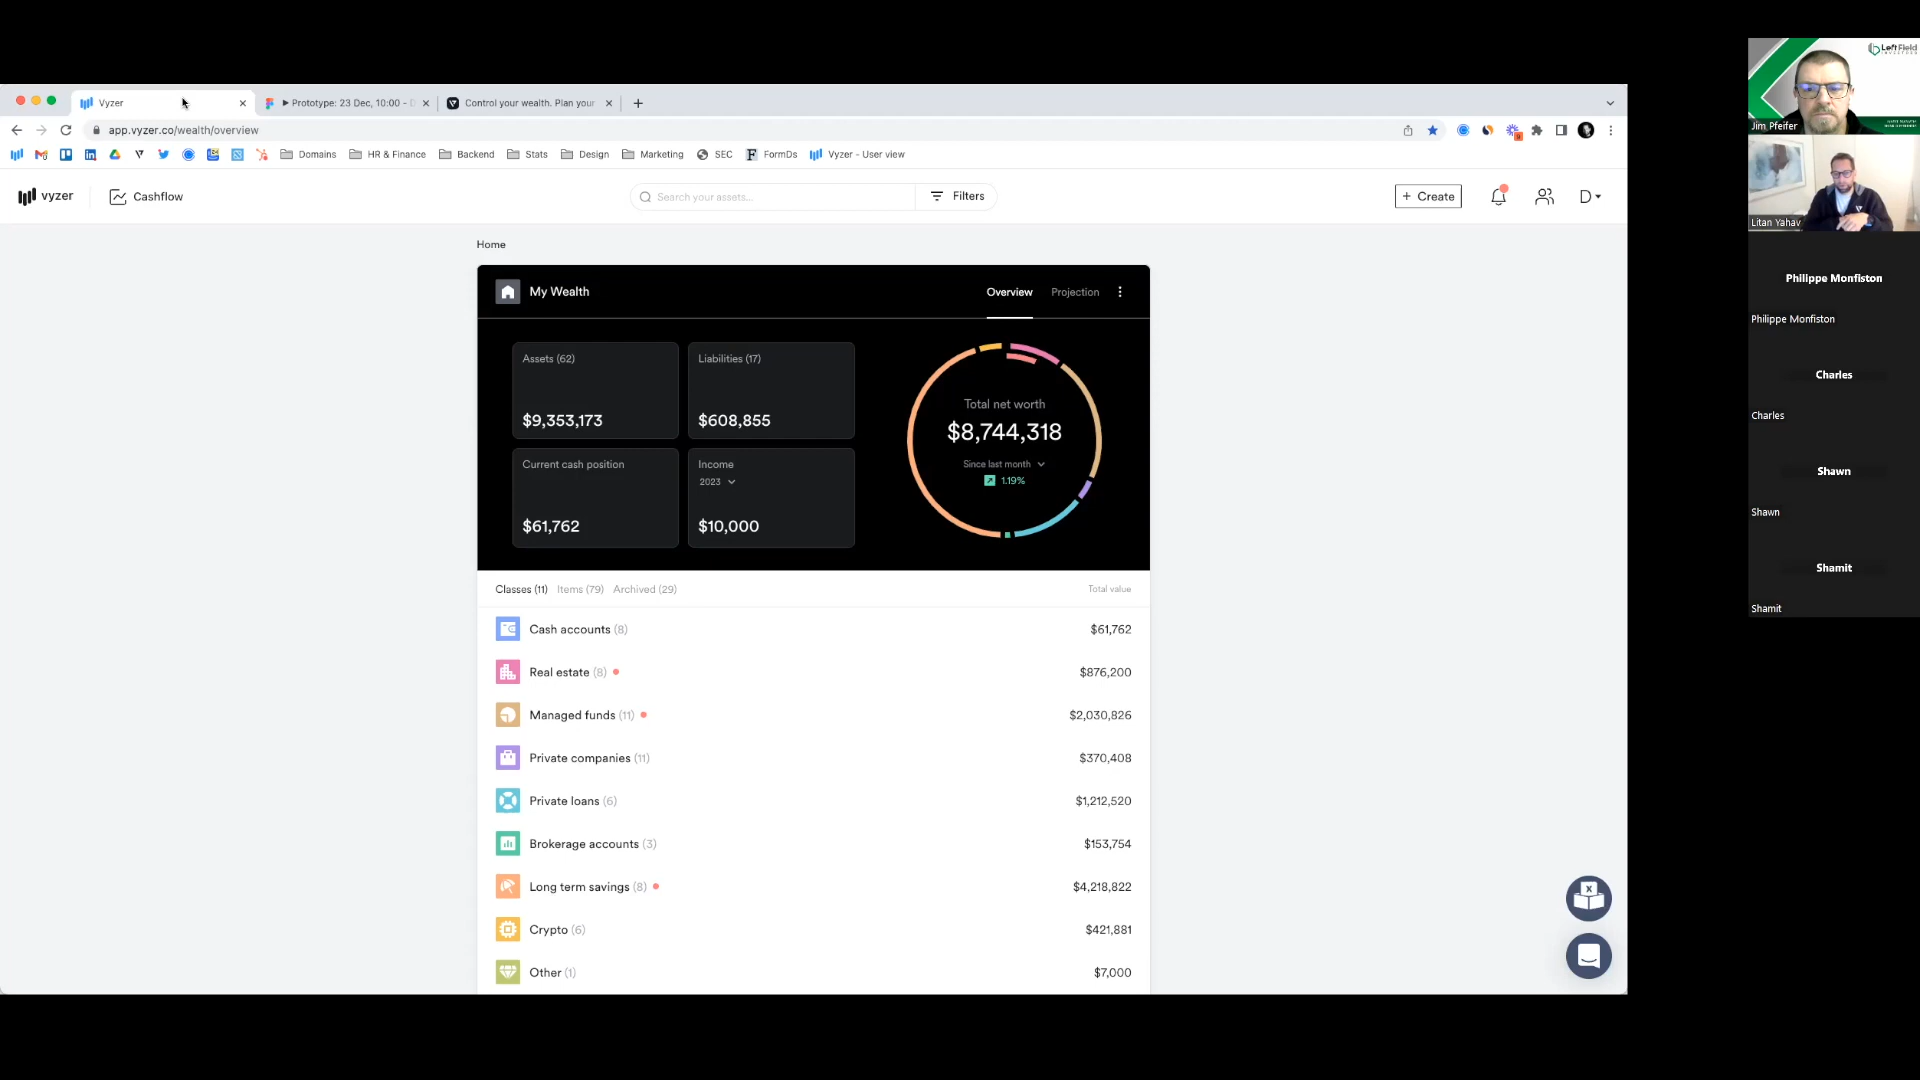 Vyzer
Prototype: 23 Dec, 10:00 -
Control your wealth. Plan your
app.vyzer.co/wealth/overview
Domains
HR & Finance
Backend
Stats
Design
Marketing
SEC
FormDs
Vyzer - User view
vyzer
Cashflow
Search your assets...
Filters
+ Create
D
Home
My Wealth
Overview
Projection
Assets (62)
$9,353,173
Liabilities (17)
$608,855
Current cash position
$61,762
Income
2023
$10,000
Total net worth
$8,744,318
Since last month
1.19%
Classes (11) Items (79) Archived (29)
Total value
Cash accounts (8) $61,762
Real estate (8) $876,200
Managed funds (11) $2,030,826
Private companies (11) $370,408
Private loans (6) $1,212,520
Brokerage accounts (3) $153,754
Long term savings (8) $4,218,822
Crypto (6) $421,881
Other (1) $7,000
LeftField
Jim Pfeifer
Litan Yahav
Philippe Monfiston
Philippe Monfiston
Charles
Charles
Shawn
Shawn
Shamit
Shamit